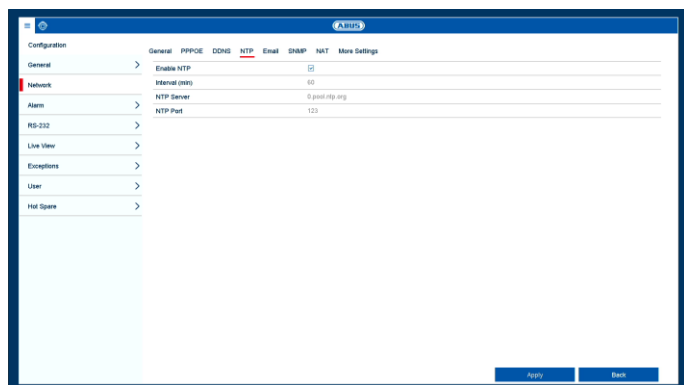 ABUS
Configuration
General PPPOE DDNS NTP Email SNMP NAT More Settings
General
Enable NTP
Interval (min) 60
Network
NTP Server 0.pool.ntp.org
Alarm
NTP Port 123
RS-232
Live View
Exceptions
User
Hot Spare
Apply Back